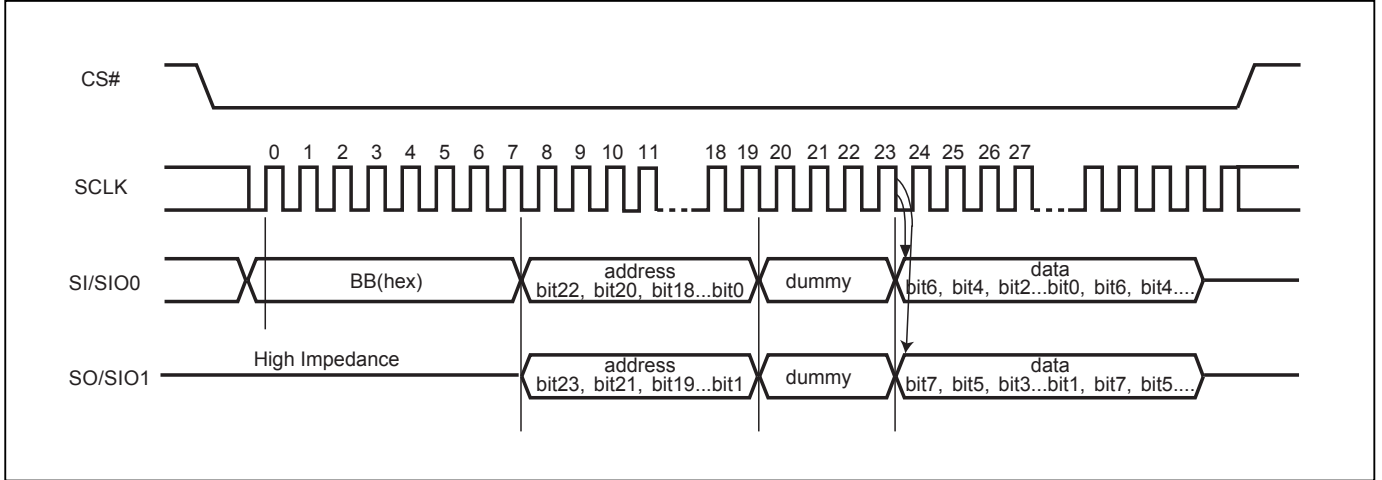 CS#
0 1 2 3 4 5 6 7 8 9 10 11 18 19 20 21 22 23 24 25 26 27
SCLK
SI/SIO0
BB(hex)
address
bit22, bit20, bit18...bit0
dummy
data
bit6, bit4, bit2...bit0, bit6, bit4....
High Impedance
SO/SIO1
address
bit23, bit21, bit19...bit1
dummy
data
bit7, bit5, bit3...bit1, bit7, bit5....